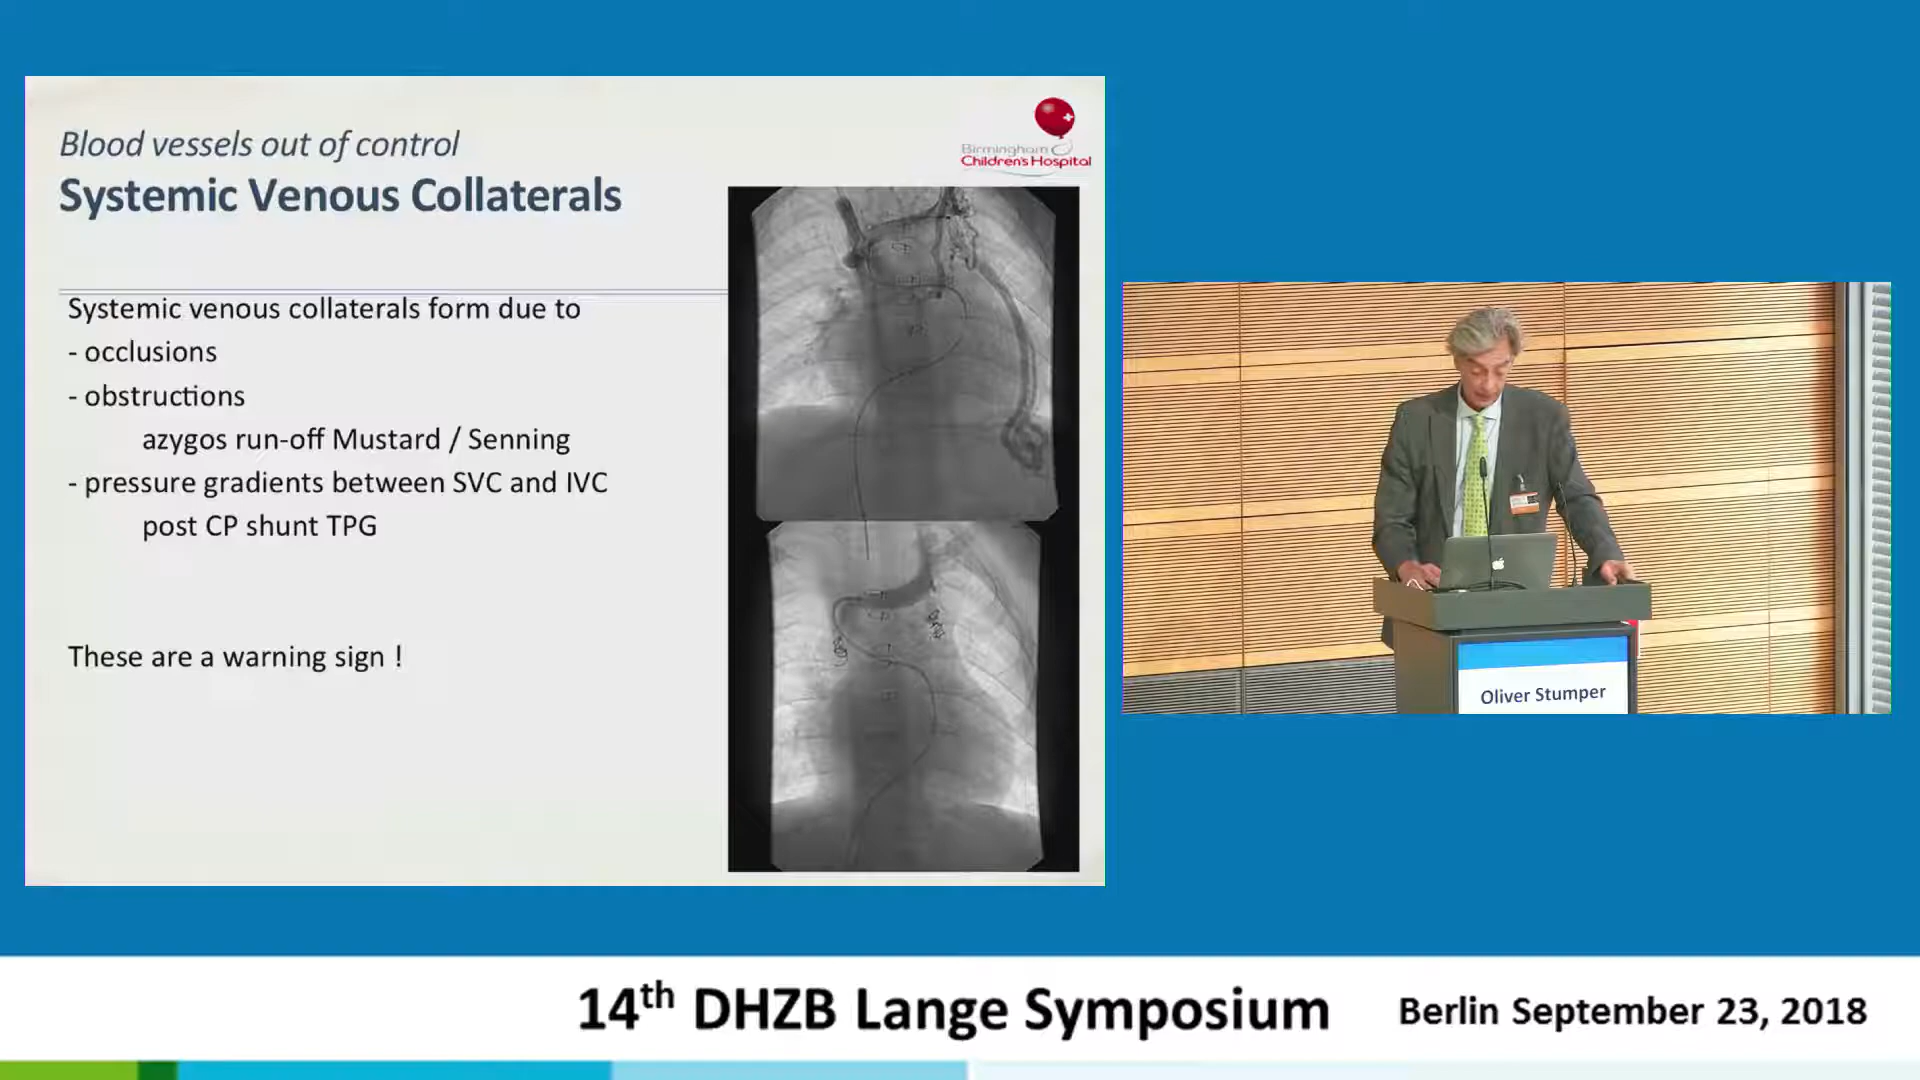 Blood vessels out of control
Systemic Venous Collaterals
Birmingham
Children's Hospital
Systemic venous collaterals form due to
- occlusions
- obstructions
azygos run-off Mustard / Senning
- pressure gradients between SVC and IVC
post CP shunt TPG
These are a warning sign !
Oliver Stumper
14th DHZB Lange Symposium
Berlin September 23, 2018